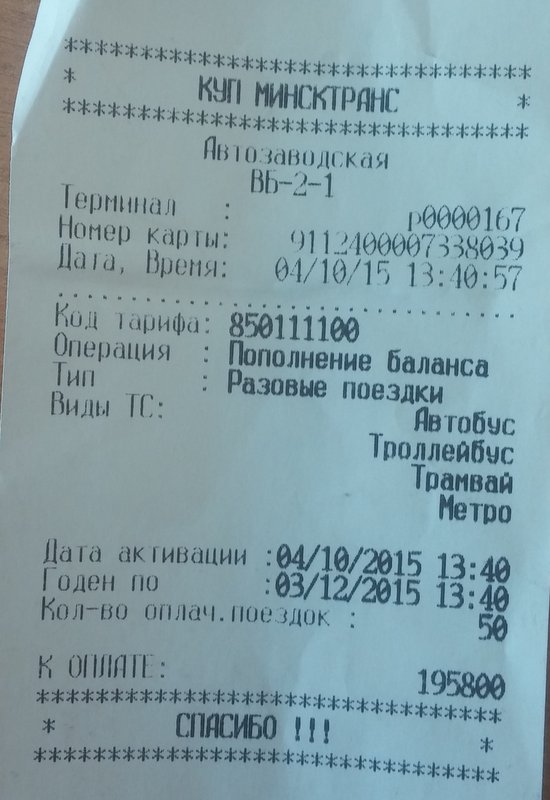 ********************************
* КУП МИНСКТРАНС *
********************************
Автозаводская
ВБ-2-1
Терминал : p0000167
Номер карты: 9112400007338039
Дата, Время: 04/10/15 13:40:57
................................
Код тарифа: 850111100
Операция : Пополнение баланса
Тип : Разовые поездки
Виды ТС:
Автобус
Троллейбус
Трамвай
Метро
Дата активации :04/10/2015 13:40
Годен по :03/12/2015 13:40
Кол-во оплач.поездок : 50
К ОПЛАТЕ: 195800
********************************
* СПАСИБО !!! *
********************************